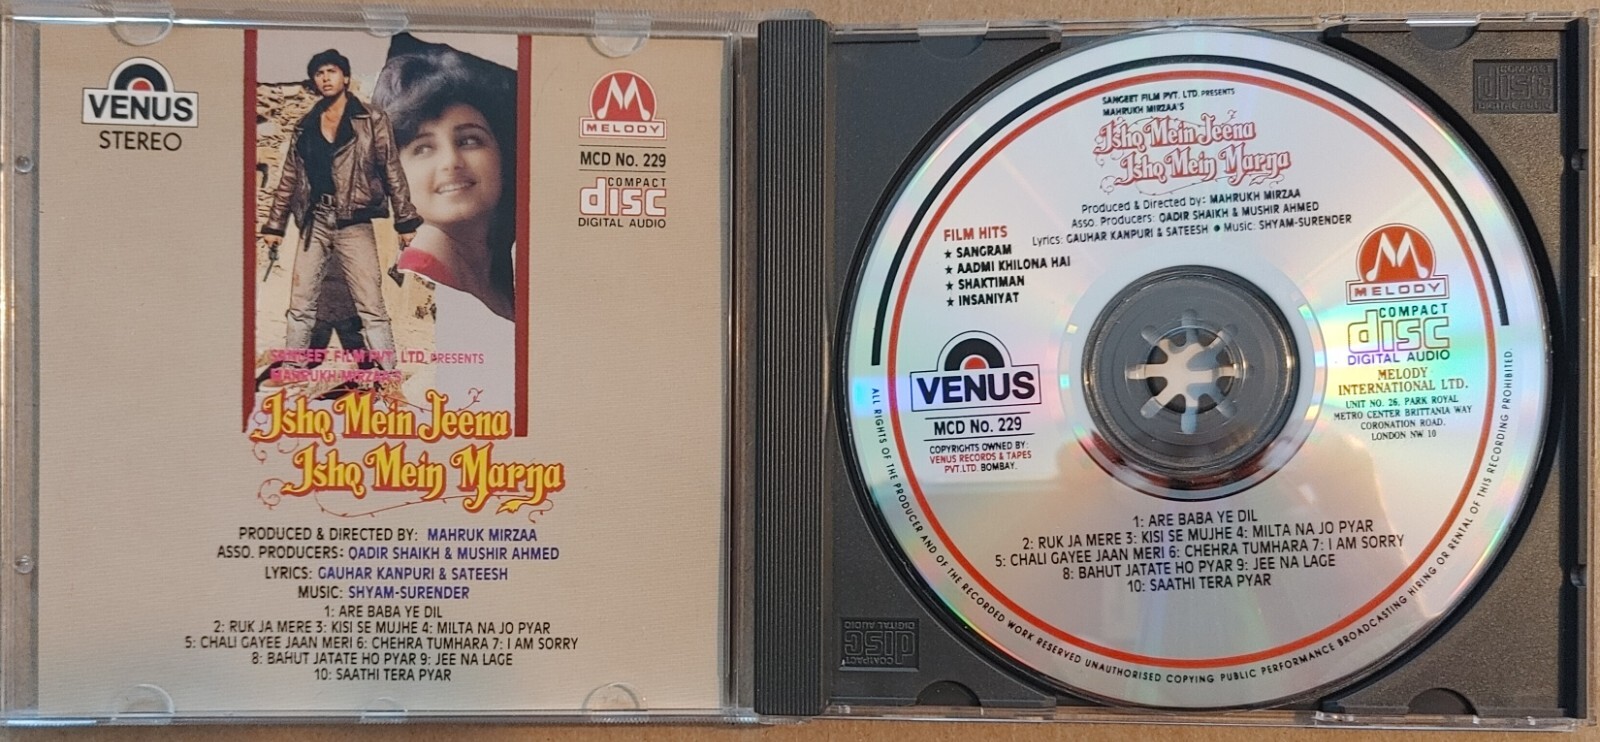 VENUS
STEREO
MELODY
MCD No. 229
COMPACT
disc
DIGITAL AUDIO
SANGEET FILM PVT. LTD. PRESENTS
MAHRUKH MIRZAA'S
Ishq Mein Jeena
Ishq Mein Marna
PRODUCED & DIRECTED BY: MAHRUK MIRZAA
ASSO. PRODUCERS: QADIR SHAIKH & MUSHIR AHMED
LYRICS: GAUHAR KANPURI & SATEESH
MUSIC: SHYAM-SURENDER
1: ARE BABA YE DIL
2: RUK JA MERE 3: KISI SE MUJHE 4: MILTA NA JO PYAR
5: CHALI GAYEE JAAN MERI 6: CHEHRA TUMHARA 7: I AM SORRY
8: BAHUT JATATE HO PYAR 9: JEE NA LAGE
10: SAATHI TERA PYAR
COMPACT
disc
DIGITAL AUDIO
SANGEET FILM PVT. LTD. PRESENTS
MAHRUKH MIRZAA'S
Ishq Mein Jeena
Ishq Mein Marna
Produced & Directed by: MAHRUKH MIRZAA
Asso. Producers: QADIR SHAIKH & MUSHIR AHMED
Lyrics: GAUHAR KANPURI & SATEESH • Music: SHYAM-SURENDER
FILM HITS
★ SANGRAM
★ AADMI KHILONA HAI
★ SHAKTIMAN
★ INSANIYAT
VENUS
MCD No. 229
COPYRIGHTS OWNED BY:
VENUS RECORDS & TAPES
PVT. LTD. BOMBAY.
MELODY
COMPACT
disc
DIGITAL AUDIO
MELODY
INTERNATIONAL LTD.
UNIT NO. 26, PARK ROYAL
METRO CENTER BRITTANIA WAY
CORONATION ROAD,
LONDON NW 10
1: ARE BABA YE DIL
2: RUK JA MERE 3: KISI SE MUJHE 4: MILTA NA JO PYAR
5: CHALI GAYEE JAAN MERI 6: CHEHRA TUMHARA 7: I AM SORRY
8: BAHUT JATATE HO PYAR 9: JEE NA LAGE
10: SAATHI TERA PYAR
ALL RIGHTS OF THE PRODUCER AND OF THE RECORDED WORK RESERVED UNAUTHORISED COPYING PUBLIC PERFORMANCE BROADCASTING HIRING OR RENTAL OF THIS RECORDING PROHIBITED.
COMPACT
disc
DIGITAL AUDIO